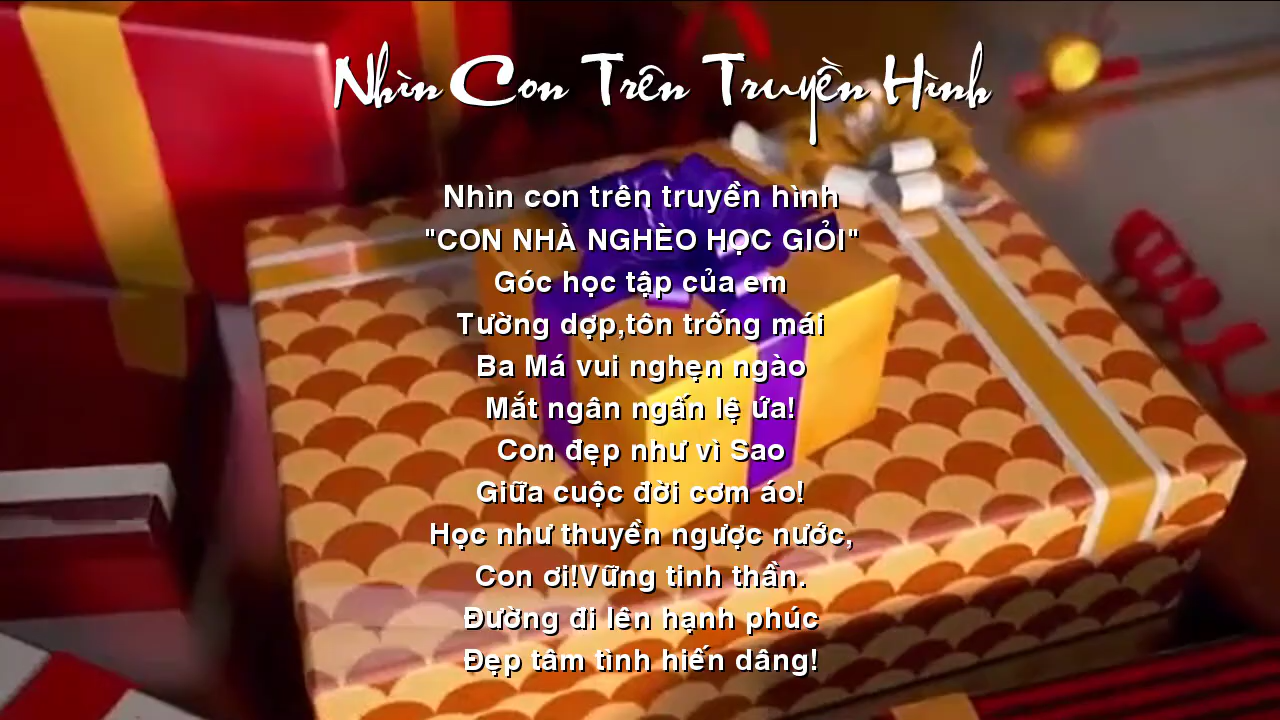 Nhìn Con Trên Truyền Hình
Nhìn con trên truyền hình
"CON NHÀ NGHÈO HỌC GIỎI"
Góc học tập của em
Tường dợp,tôn trống mái
Ba Má vui nghẹn ngào
Mắt ngân ngấn lệ ứa!
Con đẹp như vì Sao
Giữa cuộc đời cơm áo!
Học như thuyền ngược nước,
Con ơi!Vững tinh thần.
Đường đi lên hạnh phúc
Đẹp tâm tình hiến dâng!